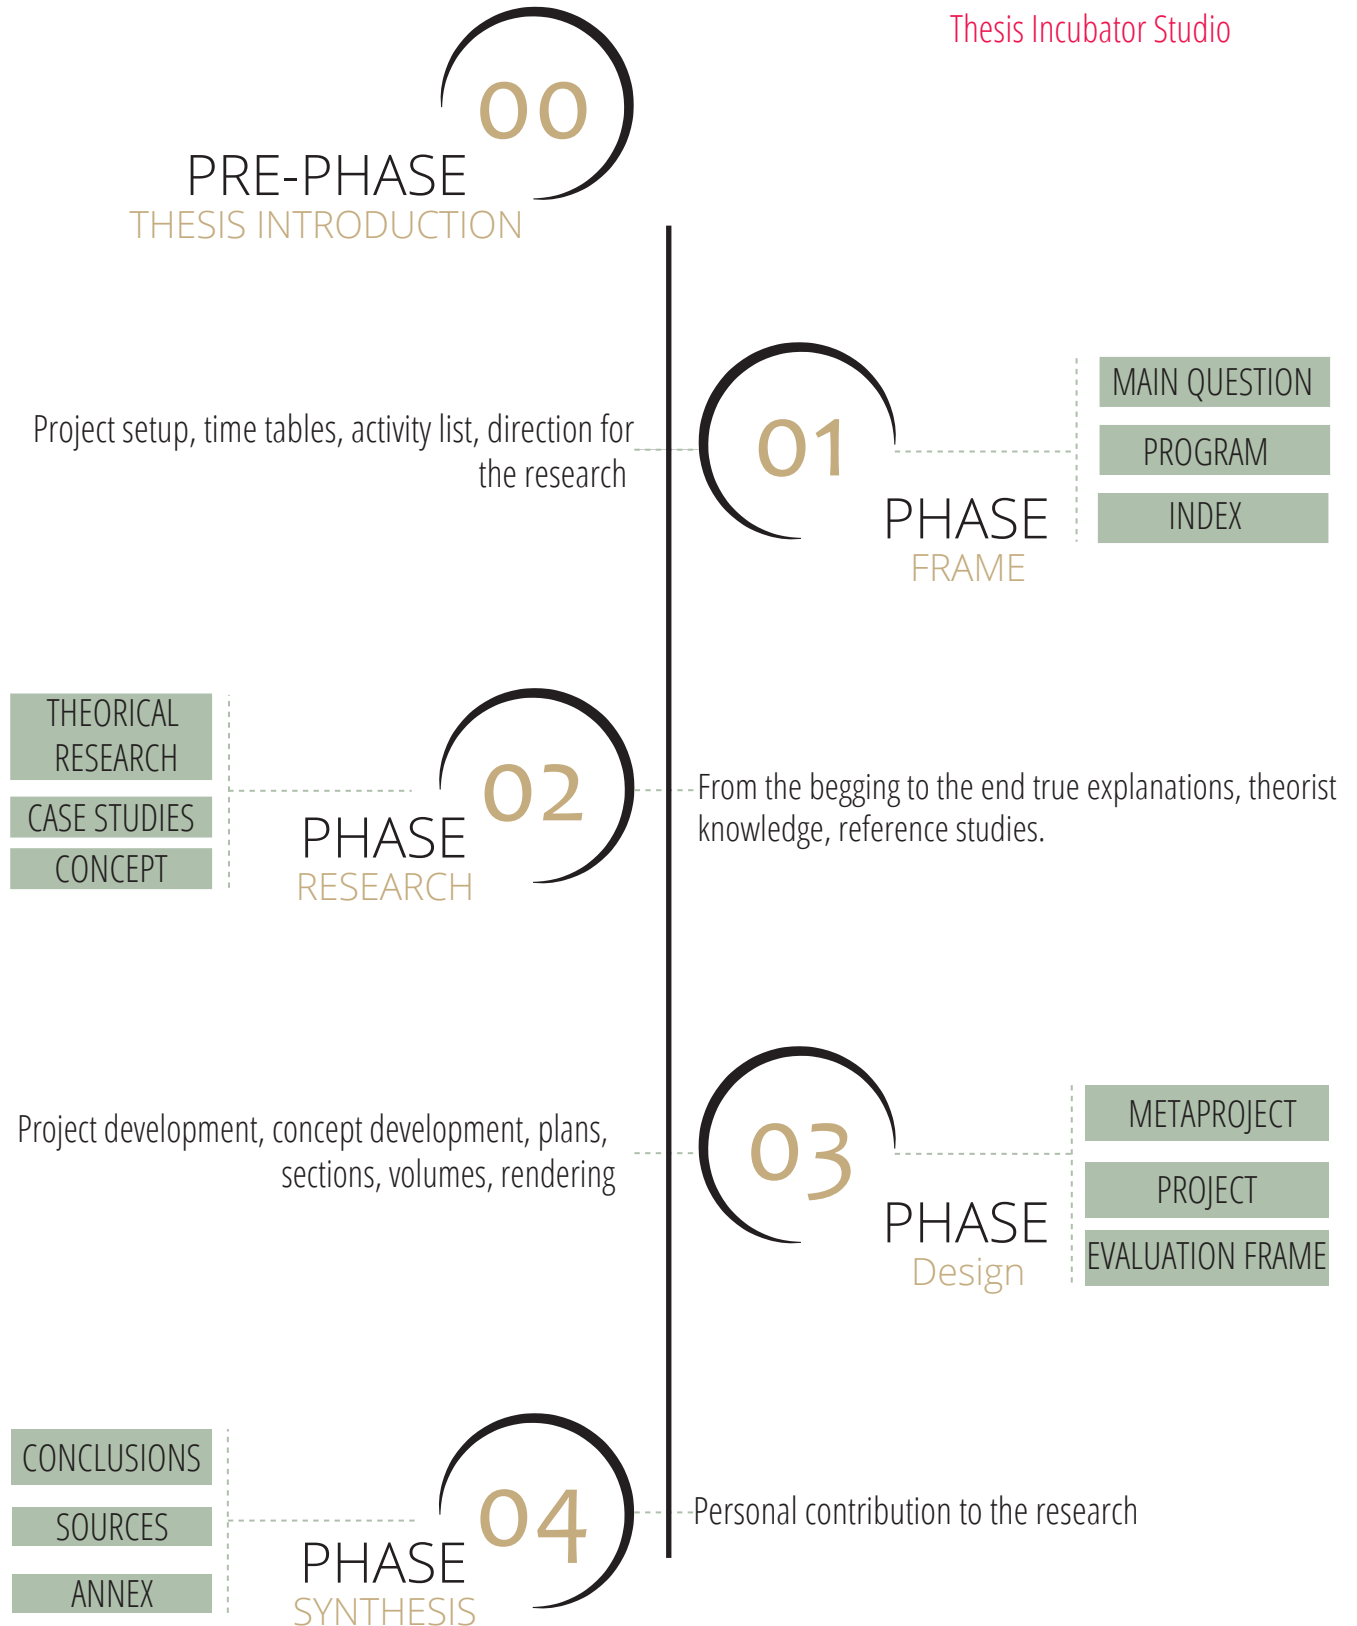 Thesis Incubator Studio
00
PRE-PHASE
THESIS INTRODUCTION
Project setup, time tables, activity list, direction for
the research
01
PHASE
FRAME
MAIN QUESTION
PROGRAM
INDEX
THEORICAL
RESEARCH
CASE STUDIES
CONCEPT
02
PHASE
RESEARCH
From the begging to the end true explanations, theorist
knowledge, reference studies.
Project development, concept development, plans,
sections, volumes, rendering
03
PHASE
Design
METAPROJECT
PROJECT
EVALUATION FRAME
CONCLUSIONS
SOURCES
ANNEX
04
PHASE
SYNTHESIS
Personal contribution to the research